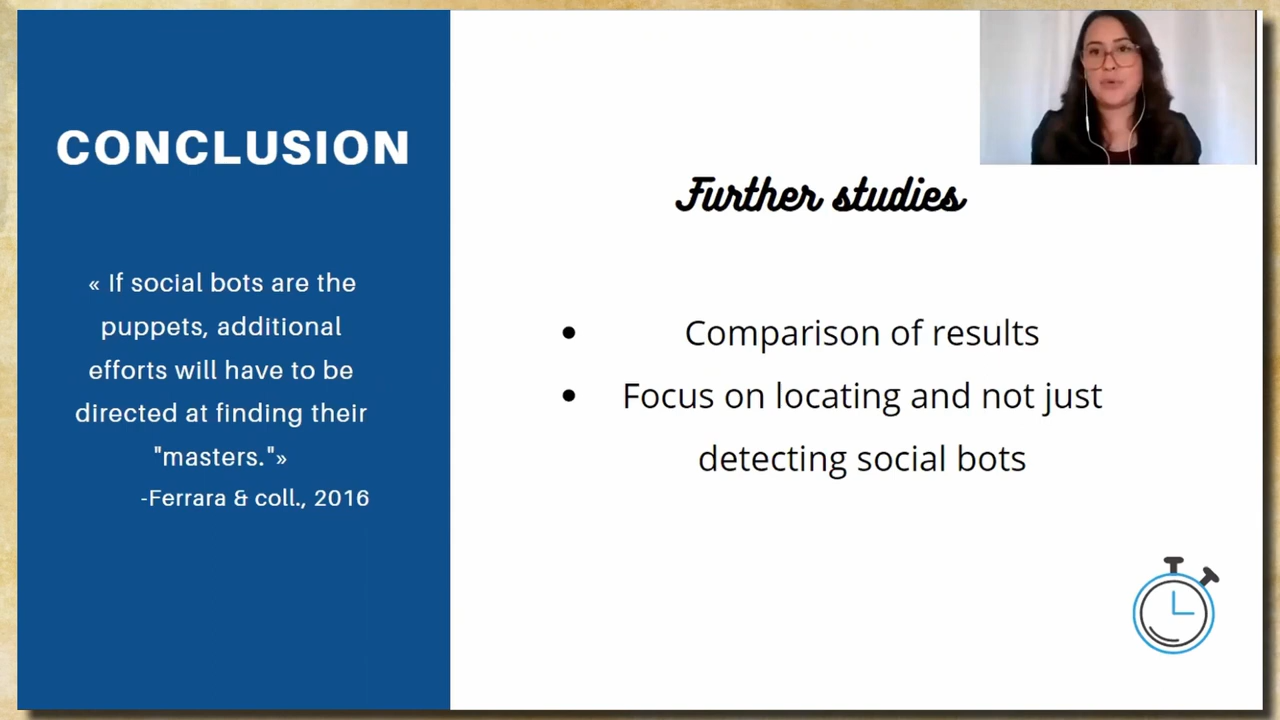 CONCLUSION
« If social bots are the
puppets, additional
efforts will have to be
directed at finding their
"masters."»
-Ferrara & coll., 2016
Further studies
• Comparison of results
• Focus on locating and not just
detecting social bots